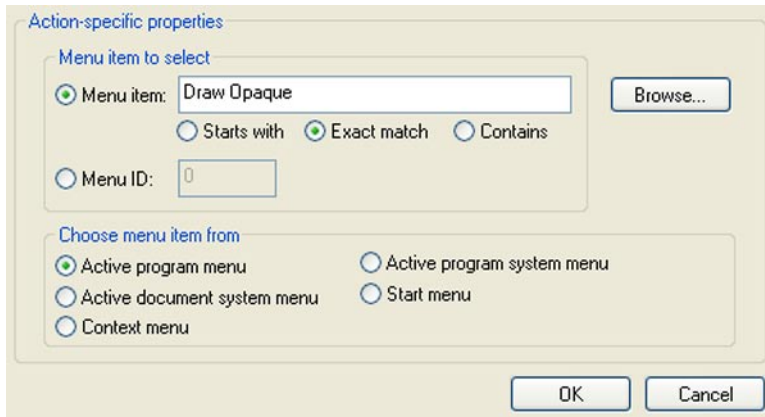 Action-specific properties
Menu item to select
Menu item: Draw Opaque Browse...
Starts with Exact match Contains
Menu ID: 0
Choose menu item from
Active program menu Active program system menu
Active document system menu Start menu
Context menu
OK Cancel